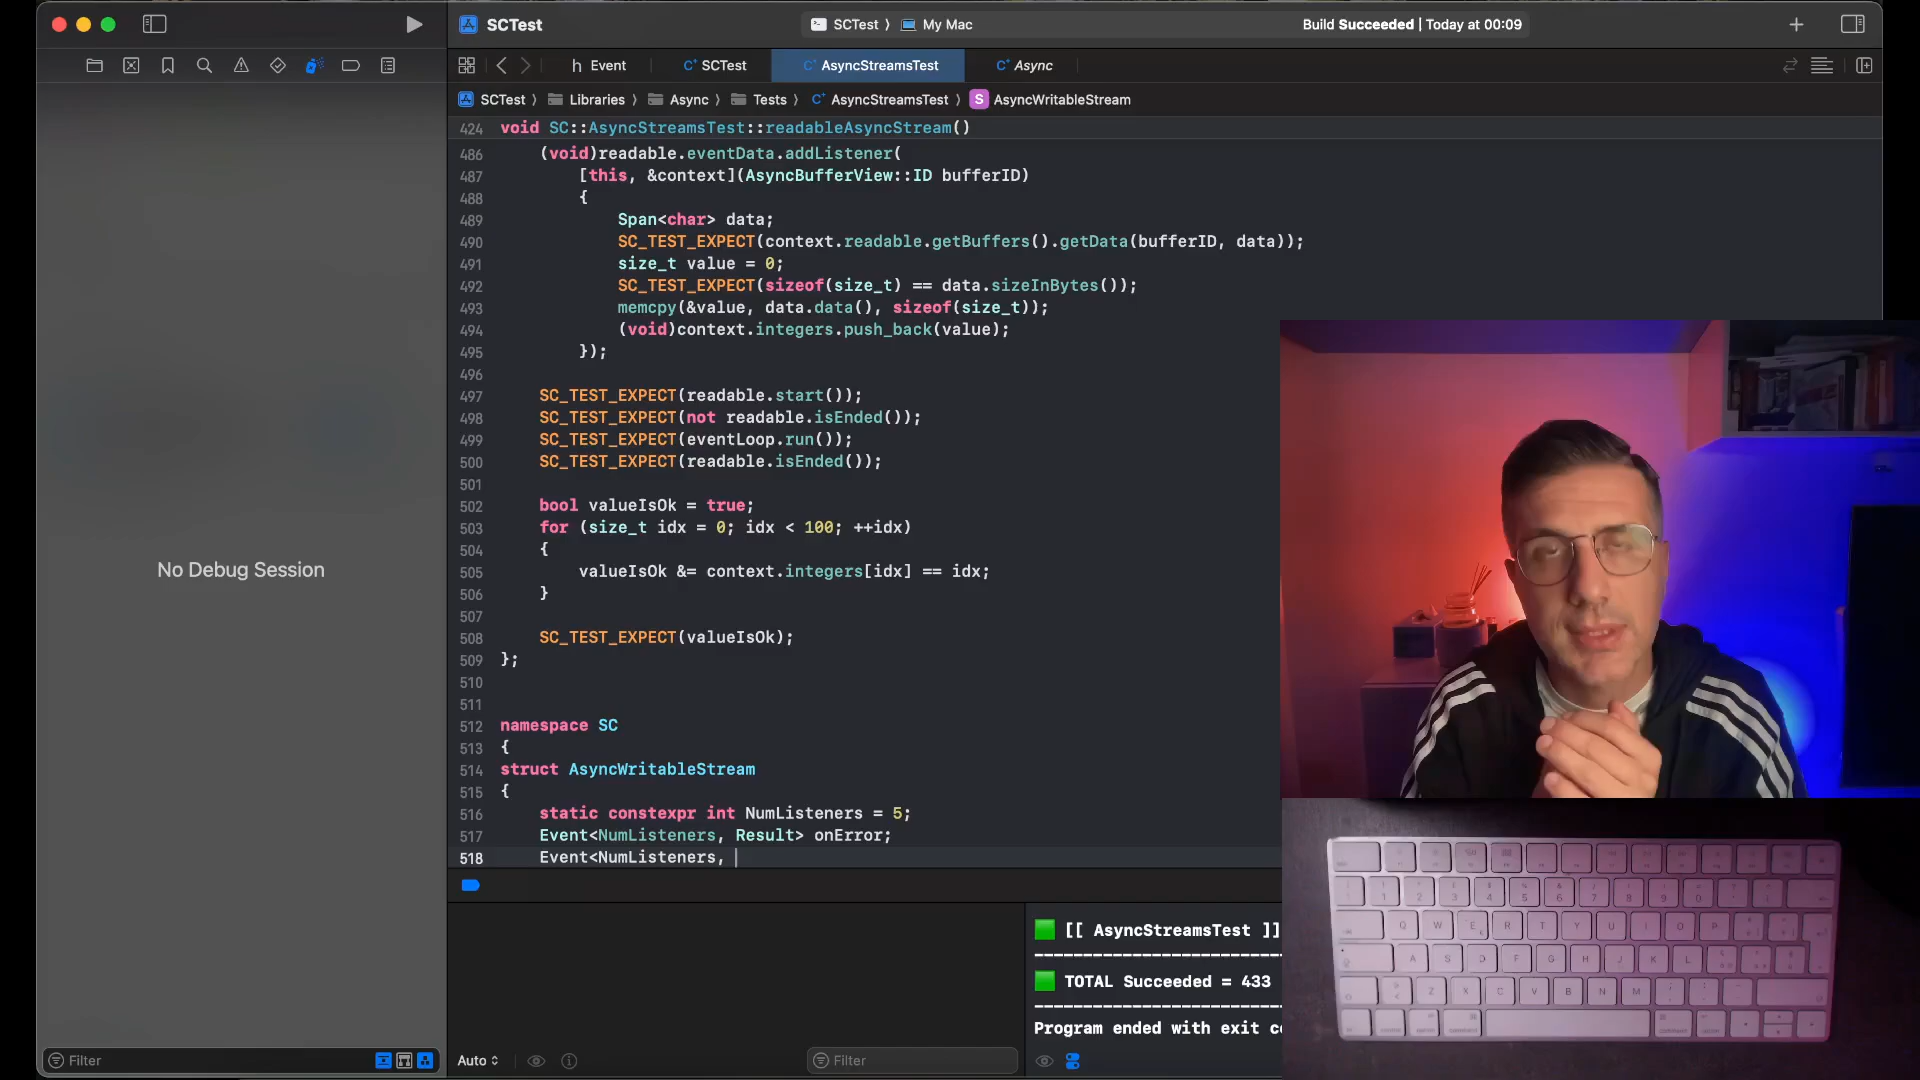 SCTest
SCTest 〉 My Mac
Build Succeeded | Today at 00:09
h Event
C SCTest
C AsyncStreamsTest
C Async
SCTest 〉 Libraries 〉 Async 〉 Tests 〉 AsyncStreamsTest 〉 S AsyncWritableStream
424 void SC::AsyncStreamsTest::readableAsyncStream()
486 (void)readable.eventData.addListener(
487 [this, &context](AsyncBufferView::ID bufferID)
488 {
489 Span<char> data;
490 SC_TEST_EXPECT(context.readable.getBuffers().getData(bufferID, data));
491 size_t value = 0;
492 SC_TEST_EXPECT(sizeof(size_t) == data.sizeInBytes());
493 memcpy(&value, data.data(), sizeof(size_t));
494 (void)context.integers.push_back(value);
495 });
496
497 SC_TEST_EXPECT(readable.start());
498 SC_TEST_EXPECT(not readable.isEnded());
499 SC_TEST_EXPECT(eventLoop.run());
500 SC_TEST_EXPECT(readable.isEnded());
501
502 bool valueIsOk = true;
503 for (size_t idx = 0; idx < 100; ++idx)
504 {
505 valueIsOk &= context.integers[idx] == idx;
506 }
507
508 SC_TEST_EXPECT(valueIsOk);
509 };
510
511
512 namespace SC
513 {
514 struct AsyncWritableStream
515 {
516 static constexpr int NumListeners = 5;
517 Event<NumListeners, Result> onError;
518 Event<NumListeners,
No Debug Session
[[ AsyncStreamsTest ]]
TOTAL Succeeded = 433
Program ended with exit
Filter
Auto
Filter
Q W E R T Y U I O P
A S D F G H J K L
Z X C V B N M